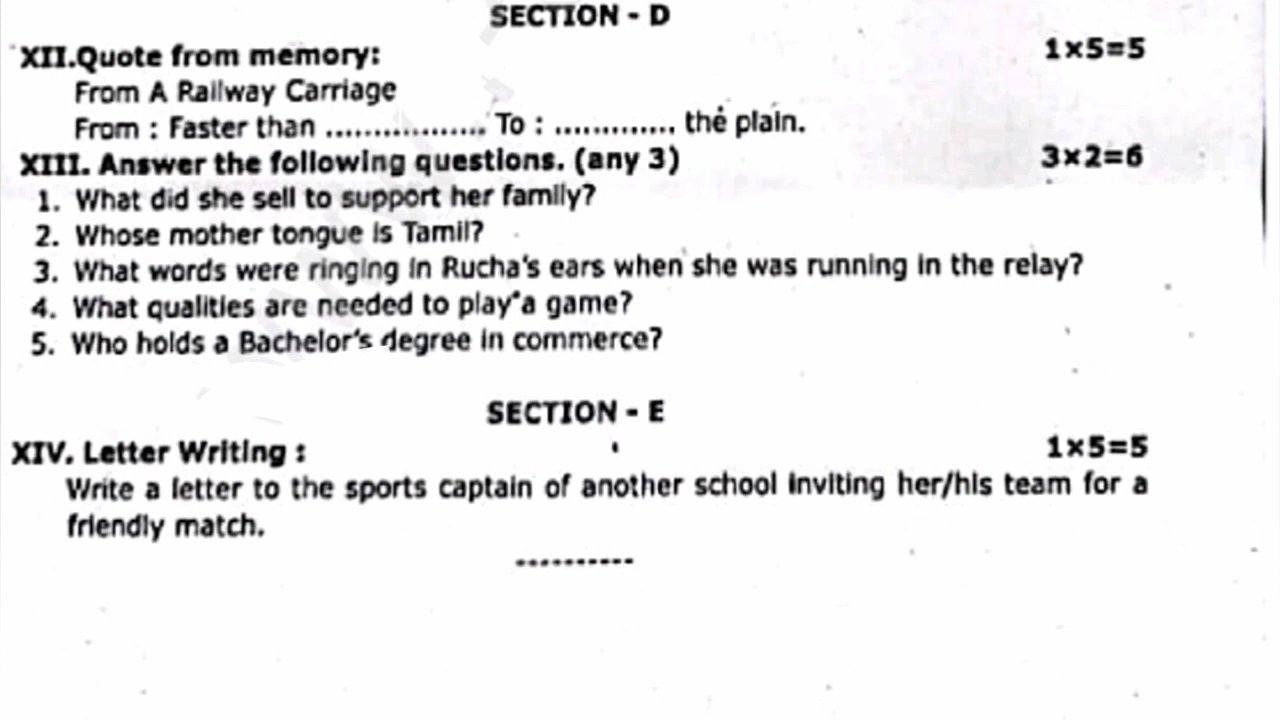 SECTION - D
XII.Quote from memory: 1×5=5
From A Railway Carriage
From : Faster than ................. To : ............. the plain.
XIII. Answer the following questions. (any 3) 3×2=6
1. What did she sell to support her family?
2. Whose mother tongue is Tamil?
3. What words were ringing in Rucha's ears when she was running in the relay?
4. What qualities are needed to play a game?
5. Who holds a Bachelor's degree in commerce?
SECTION - E
XIV. Letter Writing : 1×5=5
Write a letter to the sports captain of another school inviting her/his team for a
friendly match.
----------